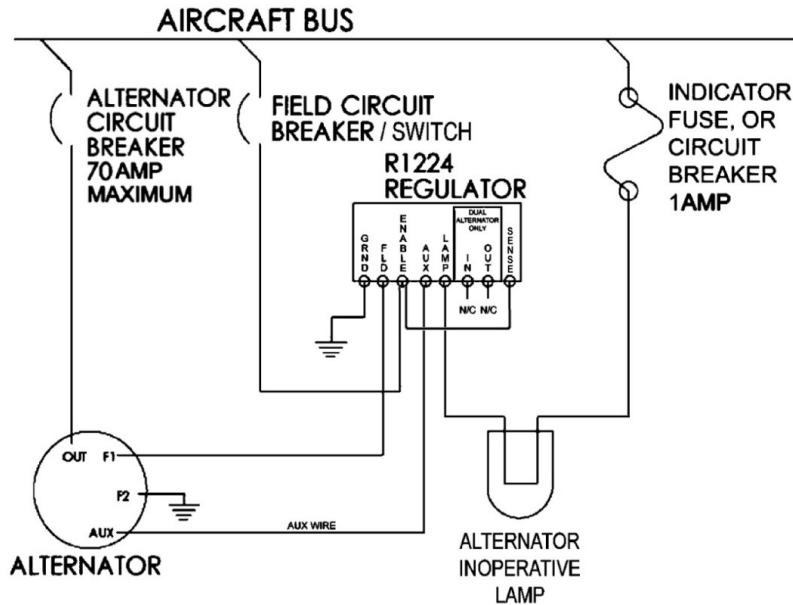 AIRCRAFT BUS
ALTERNATOR
CIRCUIT
BREAKER
70 AMP
MAXIMUM
FIELD CIRCUIT
BREAKER / SWITCH
R1224
REGULATOR
INDICATOR
FUSE, OR
CIRCUIT
BREAKER
1AMP
DUAL
ALTERNATOR
ONLY
GRND
FLD
ENABLE
AUX
LAMP
IN
OUT
SENSE
N/C N/C
OUT F1
F2
AUX
AUX WIRE
ALTERNATOR
ALTERNATOR
INOPERATIVE
LAMP